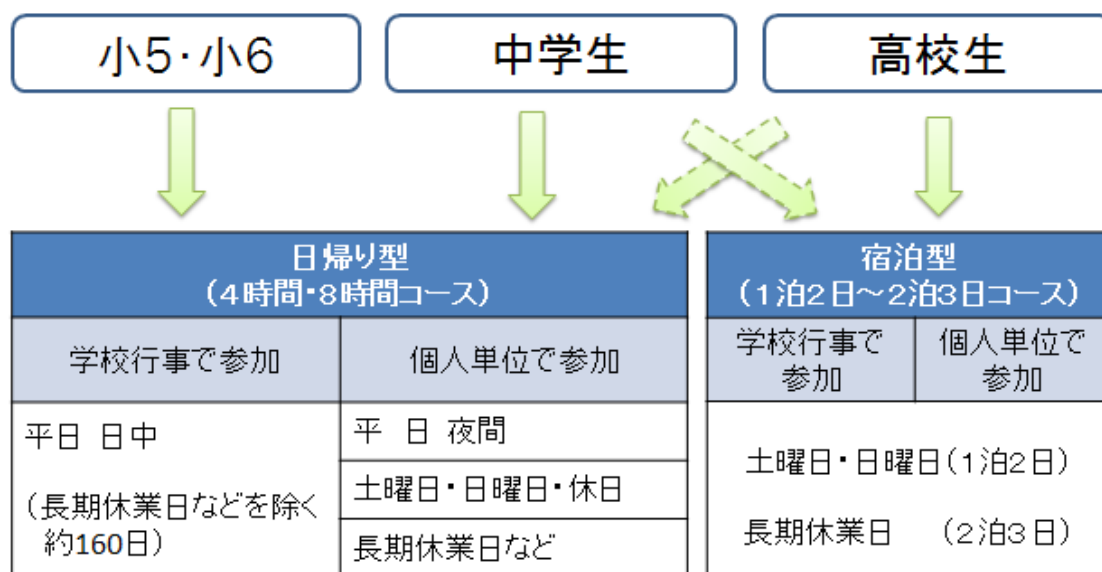 小5・小6
中学生
高校生
日帰り型
(4時間・8時間コース)
宿泊型
(1泊2日～2泊3日コース)
学校行事で参加
個人単位で参加
学校行事で
参加
個人単位で
参加
平日 日中
(長期休業日などを除く
約160日)
平 日 夜間
土曜日・日曜日・休日
長期休業日など
土曜日・日曜日(1泊2日)
長期休業日 (2泊3日)